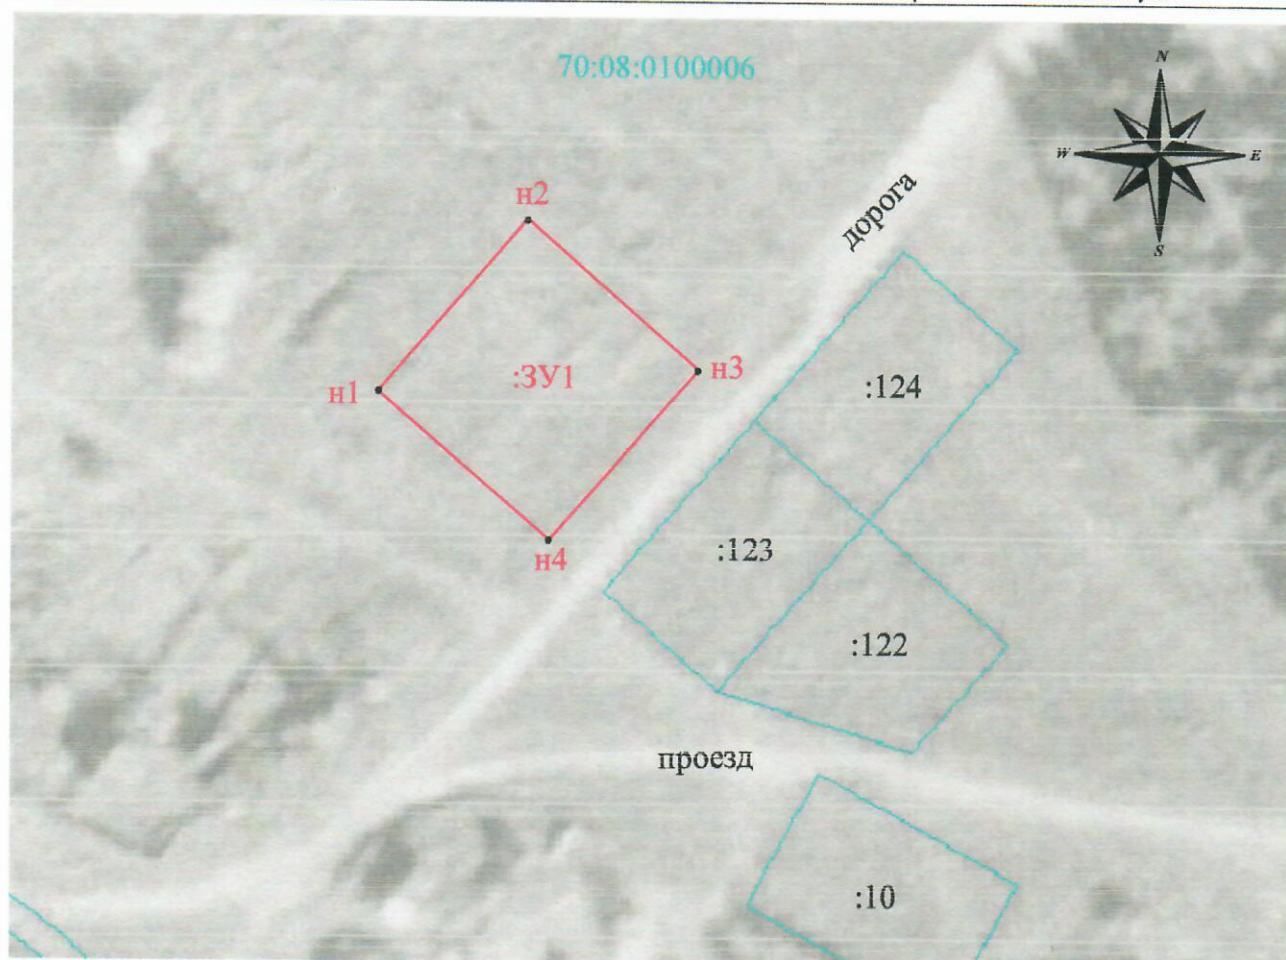 70:08:0100006
N
W
E
S
дорога
н2
н1
:ЗУ1
н3
:124
н4
:123
:122
проезд
:10